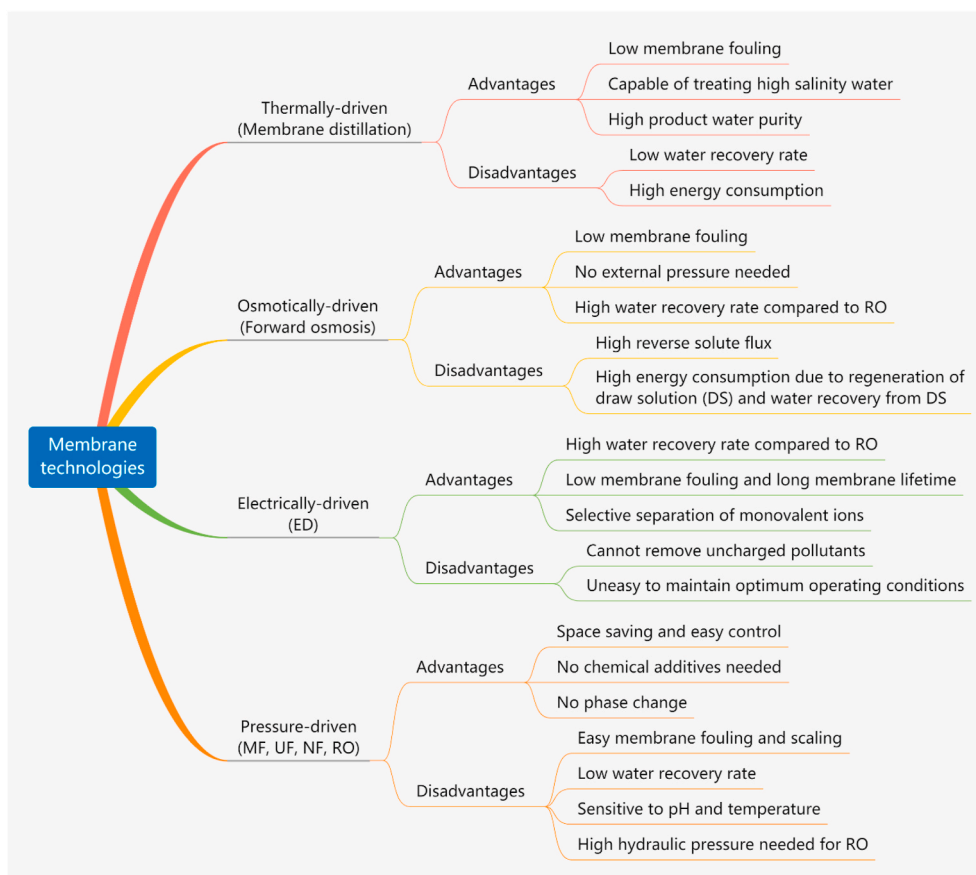 Membrane
technologies
Thermally-driven
(Membrane distillation)
Advantages
Low membrane fouling
Capable of treating high salinity water
High product water purity
Disadvantages
Low water recovery rate
High energy consumption
Osmotically-driven
(Forward osmosis)
Advantages
Low membrane fouling
No external pressure needed
High water recovery rate compared to RO
Disadvantages
High reverse solute flux
High energy consumption due to regeneration of
draw solution (DS) and water recovery from DS
Electrically-driven
(ED)
Advantages
High water recovery rate compared to RO
Low membrane fouling and long membrane lifetime
Selective separation of monovalent ions
Disadvantages
Cannot remove uncharged pollutants
Uneasy to maintain optimum operating conditions
Pressure-driven
(MF, UF, NF, RO)
Advantages
Space saving and easy control
No chemical additives needed
No phase change
Disadvantages
Easy membrane fouling and scaling
Low water recovery rate
Sensitive to pH and temperature
High hydraulic pressure needed for RO